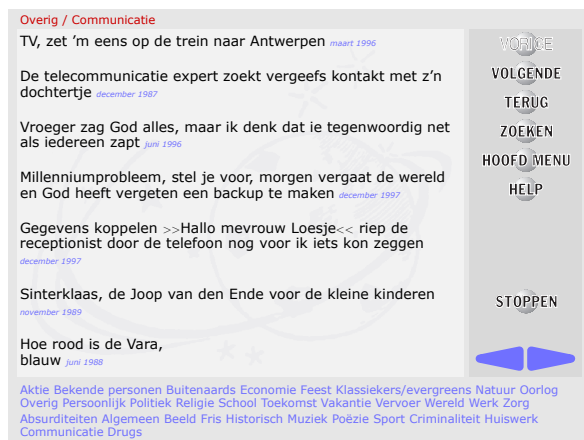 Overig / Communicatie
TV, zet ’m eens op de trein naar Antwerpen maart 1996
De telecommunicatie expert zoekt vergeefs kontakt met z’n
dochtertje december 1987
Vroeger zag God alles, maar ik denk dat ie tegenwoordig net
als iedereen zapt juni 1996
Millenniumprobleem, stel je voor, morgen vergaat de wereld
en God heeft vergeten een backup te maken december 1997
Gegevens koppelen >>Hallo mevrouw Loesje<< riep de
receptionist door de telefoon nog voor ik iets kon zeggen
december 1997
Sinterklaas, de Joop van den Ende voor de kleine kinderen
november 1989
Hoe rood is de Vara,
blauw juni 1988
VORIGE
VOLGENDE
TERUG
ZOEKEN
HOOFD MENU
HELP
STOPPEN
Aktie Bekende personen Buitenaards Economie Feest Klassiekers/evergreens Natuur Oorlog
Overig Persoonlijk Politiek Religie School Toekomst Vakantie Vervoer Wereld Werk Zorg
Absurditeiten Algemeen Beeld Fris Historisch Muziek Poëzie Sport Criminaliteit Huiswerk
Communicatie Drugs